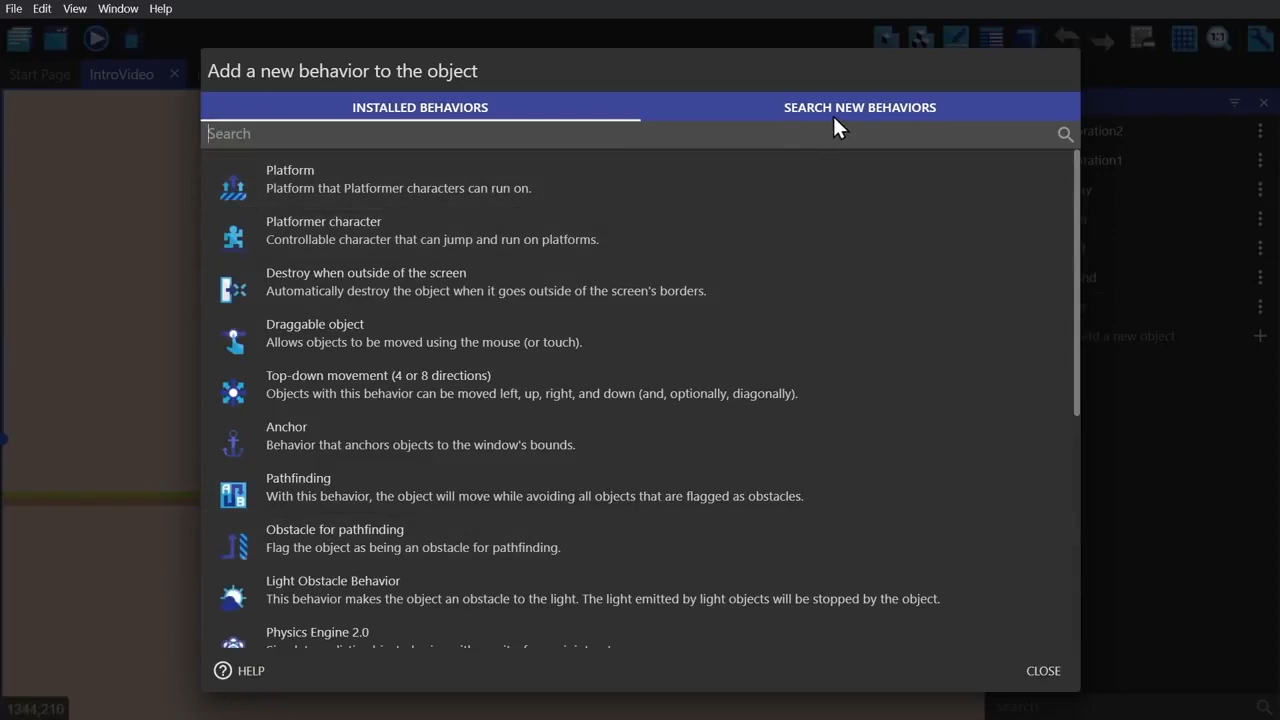 File Edit View Window Help
Start Page IntroVideo
Add a new behavior to the object
INSTALLED BEHAVIORS SEARCH NEW BEHAVIORS
Search
Platform
Platform that Platformer characters can run on.
Platformer character
Controllable character that can jump and run on platforms.
Destroy when outside of the screen
Automatically destroy the object when it goes outside of the screen's borders.
Draggable object
Allows objects to be moved using the mouse (or touch).
Top-down movement (4 or 8 directions)
Objects with this behavior can be moved left, up, right, and down (and, optionally, diagonally).
Anchor
Behavior that anchors objects to the window's bounds.
Pathfinding
With this behavior, the object will move while avoiding all objects that are flagged as obstacles.
Obstacle for pathfinding
Flag the object as being an obstacle for pathfinding.
Light Obstacle Behavior
This behavior makes the object an obstacle to the light. The light emitted by light objects will be stopped by the object.
Physics Engine 2.0
HELP CLOSE
1:1
ration2
ration1
a new object
1344,216
search